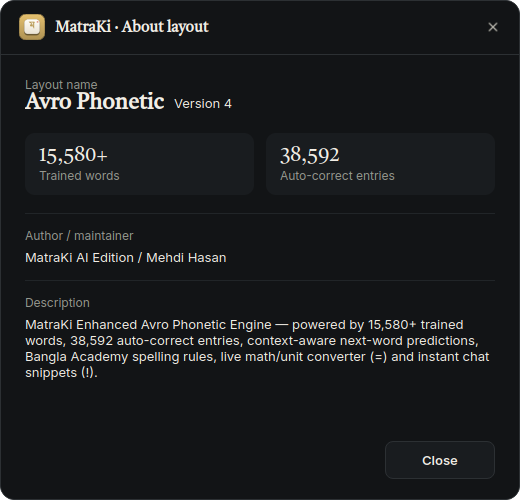 MatraKi · About layout
Layout name
Avro Phonetic Version 4
15,580+
Trained words
38,592
Auto-correct entries
Author / maintainer
MatraKi AI Edition / Mehdi Hasan
Description
MatraKi Enhanced Avro Phonetic Engine — powered by 15,580+ trained
words, 38,592 auto-correct entries, context-aware next-word predictions,
Bangla Academy spelling rules, live math/unit converter (=) and instant chat
snippets (!).
Close